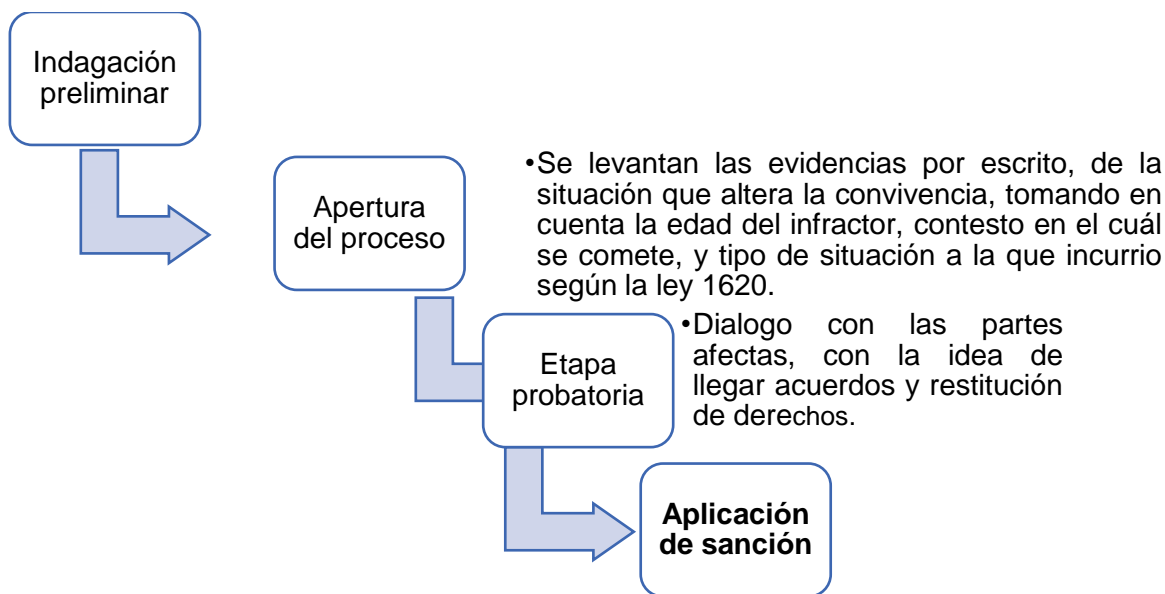 Indagación
preliminar
Apertura
del proceso
•Se levantan las evidencias por escrito, de la
situación que altera la convivencia, tomando en
cuenta la edad del infractor, contesto en el cuál
se comete, y tipo de situación a la que incurrio
según la ley 1620.
Etapa
probatoria
•Dialogo con las partes
afectas, con la idea de
llegar acuerdos y restitución
de derechos.
Aplicación
de sanción